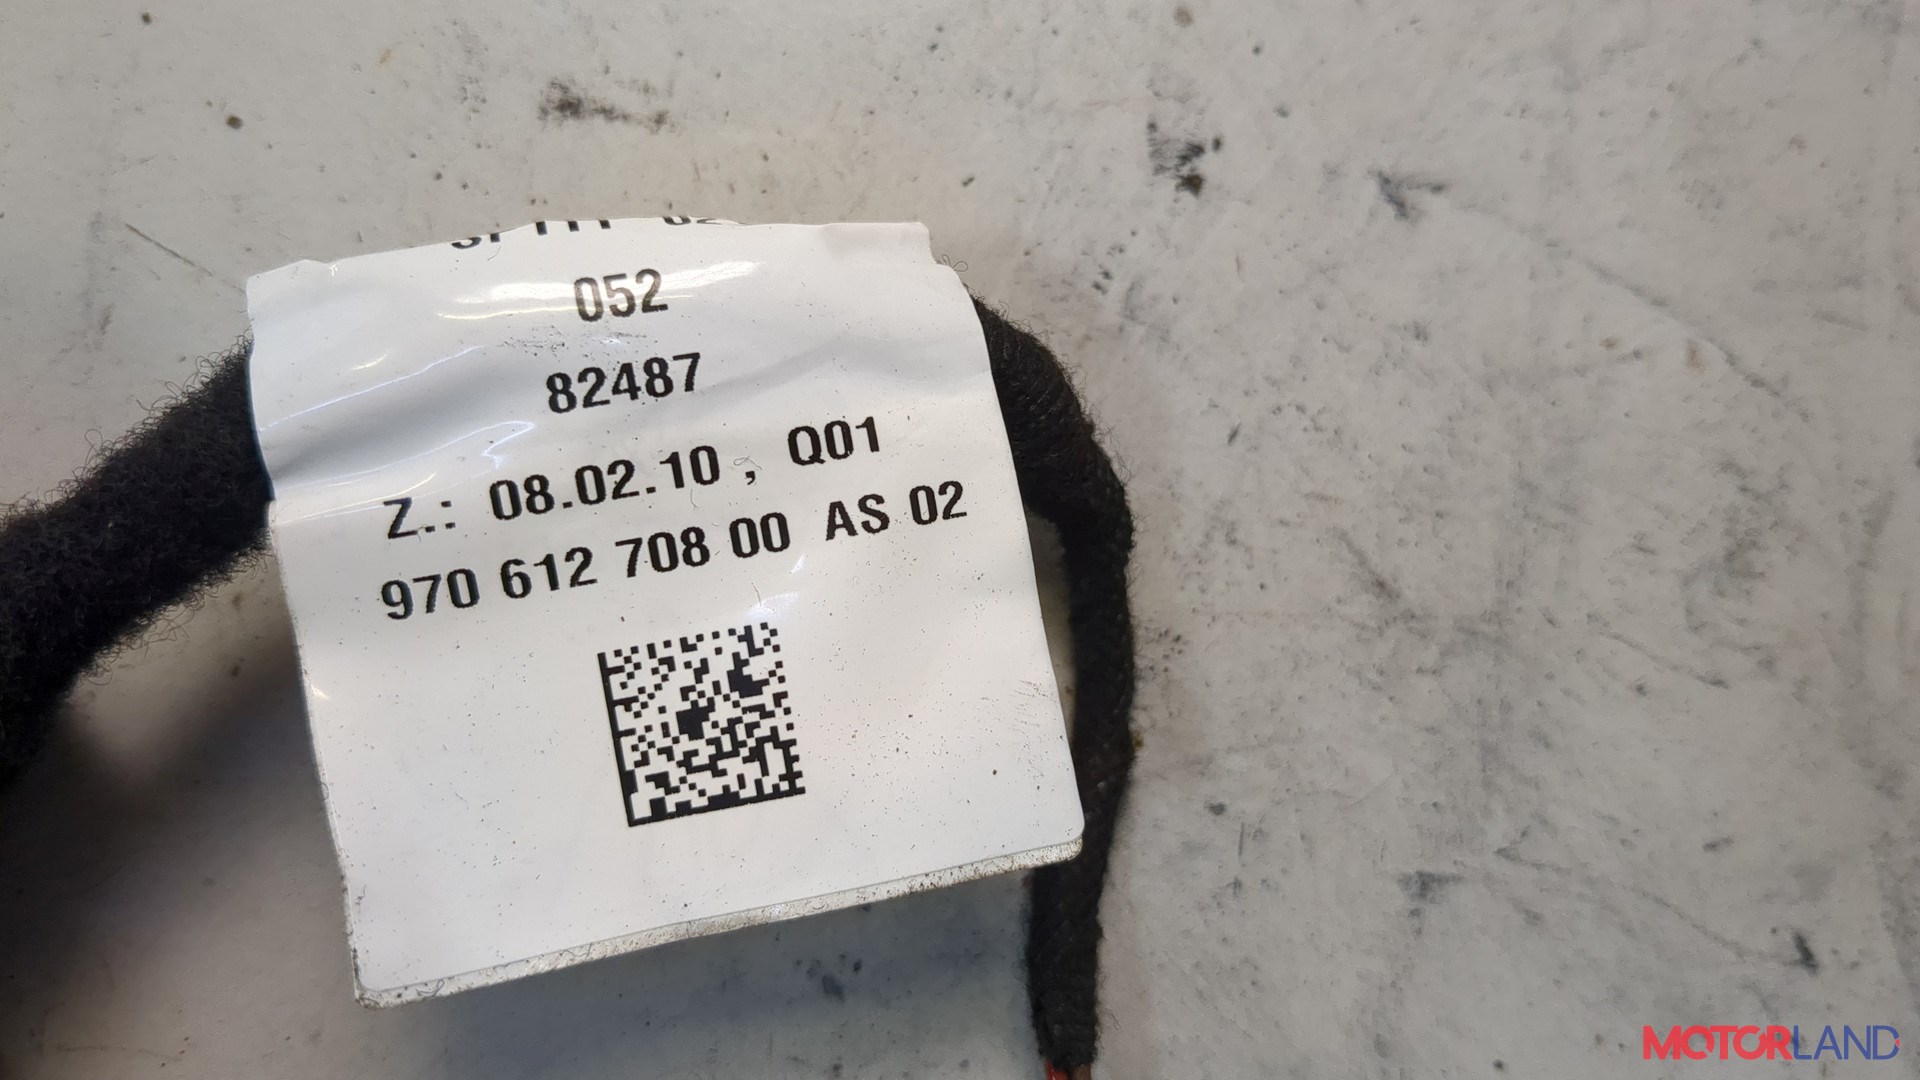 052
82487
Z.: 08.02.10 , Q01
970 612 708 00 AS 02
MOTORLAND